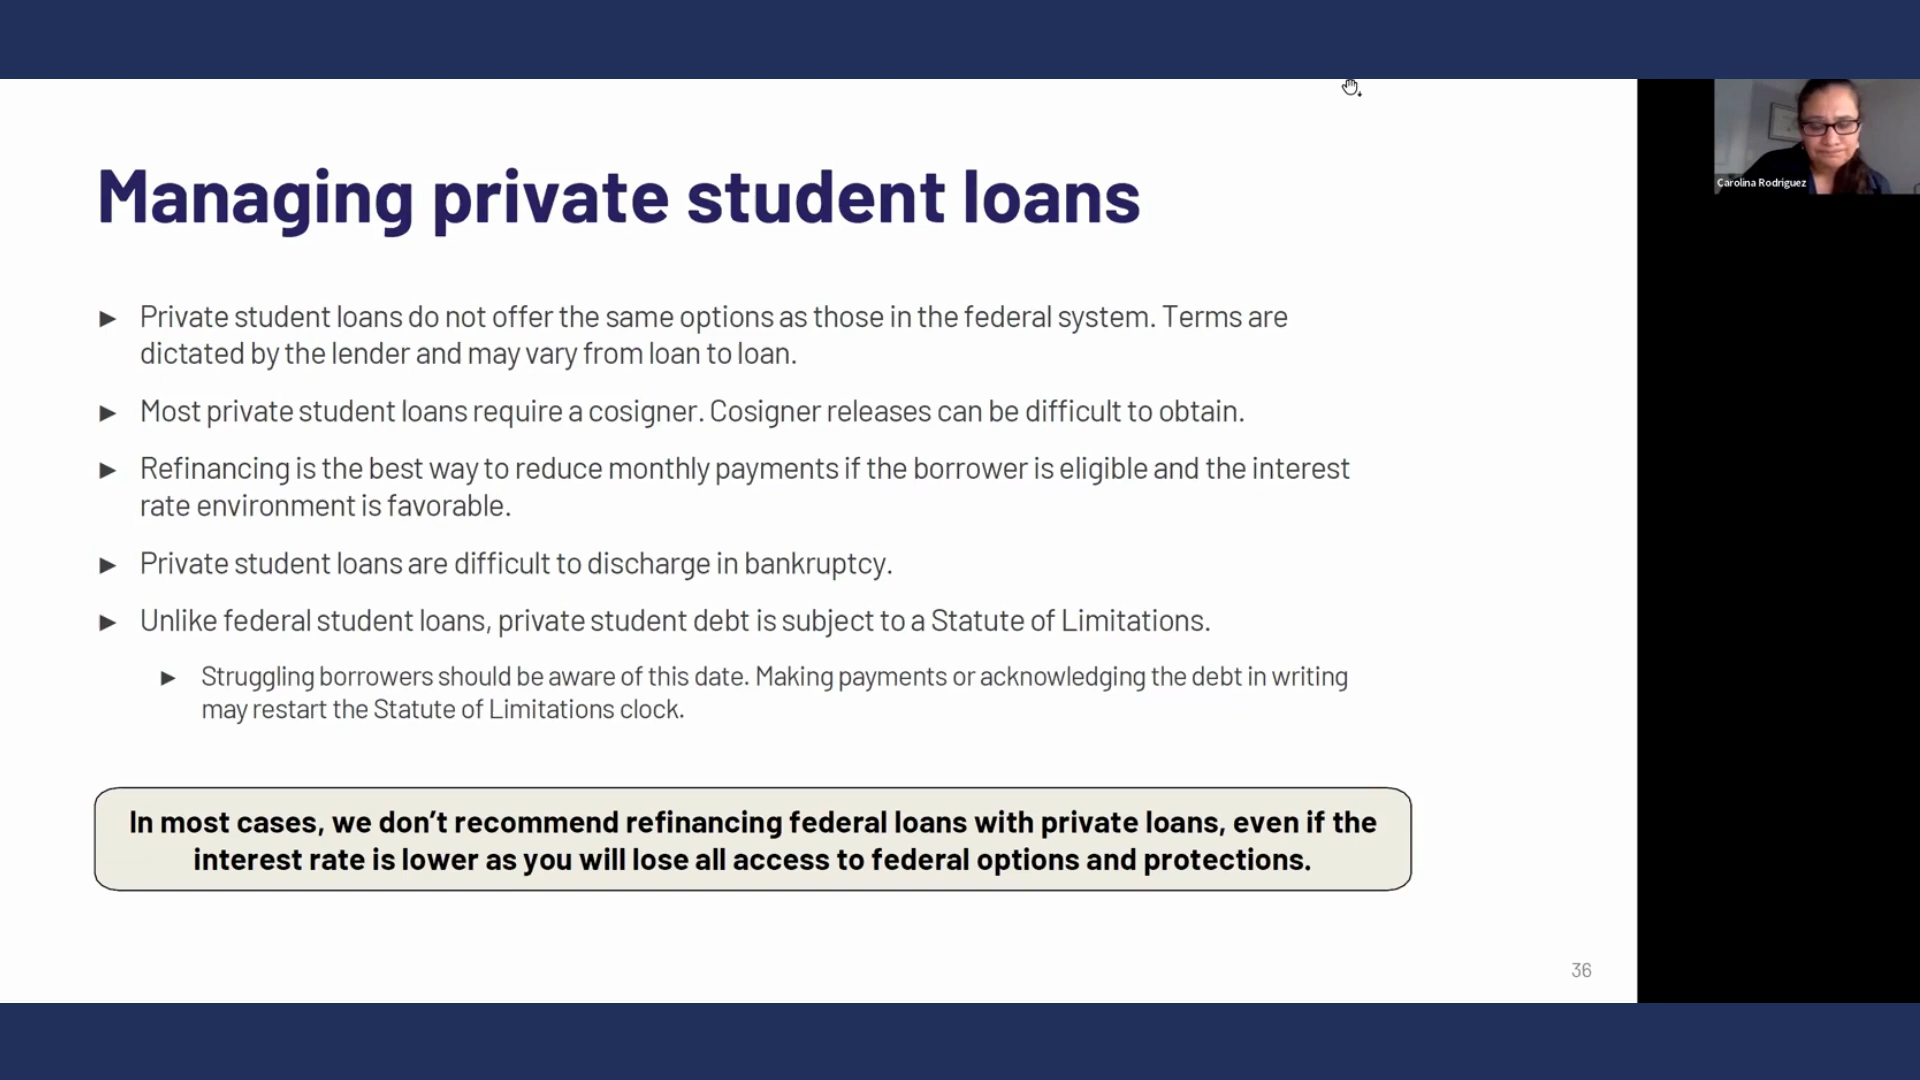 Carolina Rodriguez
Managing private student loans
► Private student loans do not offer the same options as those in the federal system. Terms are
dictated by the lender and may vary from loan to loan.
► Most private student loans require a cosigner. Cosigner releases can be difficult to obtain.
► Refinancing is the best way to reduce monthly payments if the borrower is eligible and the interest
rate environment is favorable.
► Private student loans are difficult to discharge in bankruptcy.
► Unlike federal student loans, private student debt is subject to a Statute of Limitations.
► Struggling borrowers should be aware of this date. Making payments or acknowledging the debt in writing
may restart the Statute of Limitations clock.
In most cases, we don’t recommend refinancing federal loans with private loans, even if the
interest rate is lower as you will lose all access to federal options and protections.
36